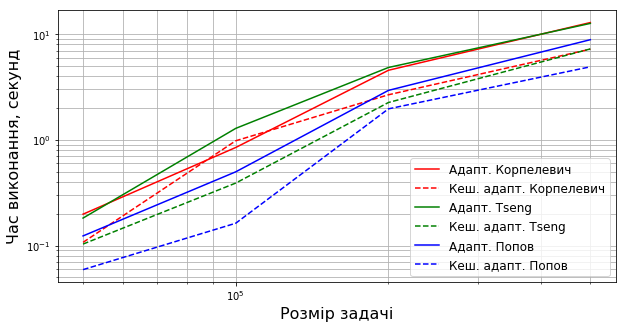 Час виконання, секунд
10¹
10⁰
10⁻¹
10⁵
Розмір задачі
Адапт. Корпелевич
Кеш. адапт. Корпелевич
Адапт. Tseng
Кеш. адапт. Tseng
Адапт. Попов
Кеш. адапт. Попов